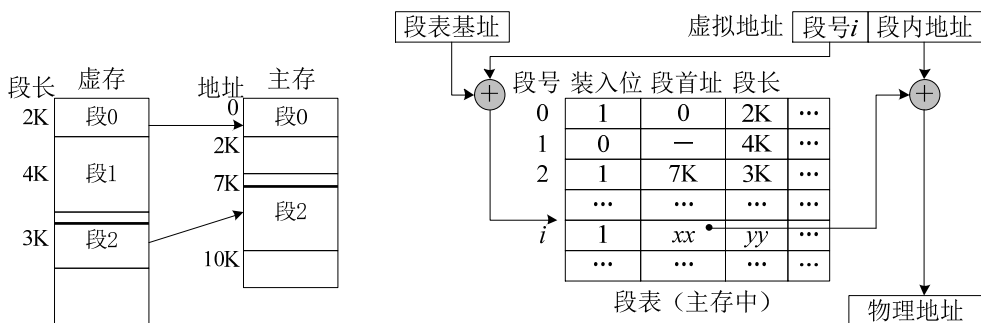 段表基址
虚拟地址 段号i 段内地址
虚存 主存
段长 地址
段号 装入位 段首址 段长
2K 段0 0 段0
0 1 0 2K ···
2K
1 0 — 4K ···
4K 段1
7K
2 1 7K 3K ···
段2
··· ··· ··· ···
3K 段2
i 1 xx yy ···
10K
··· ··· ··· ···
段表（主存中）
物理地址